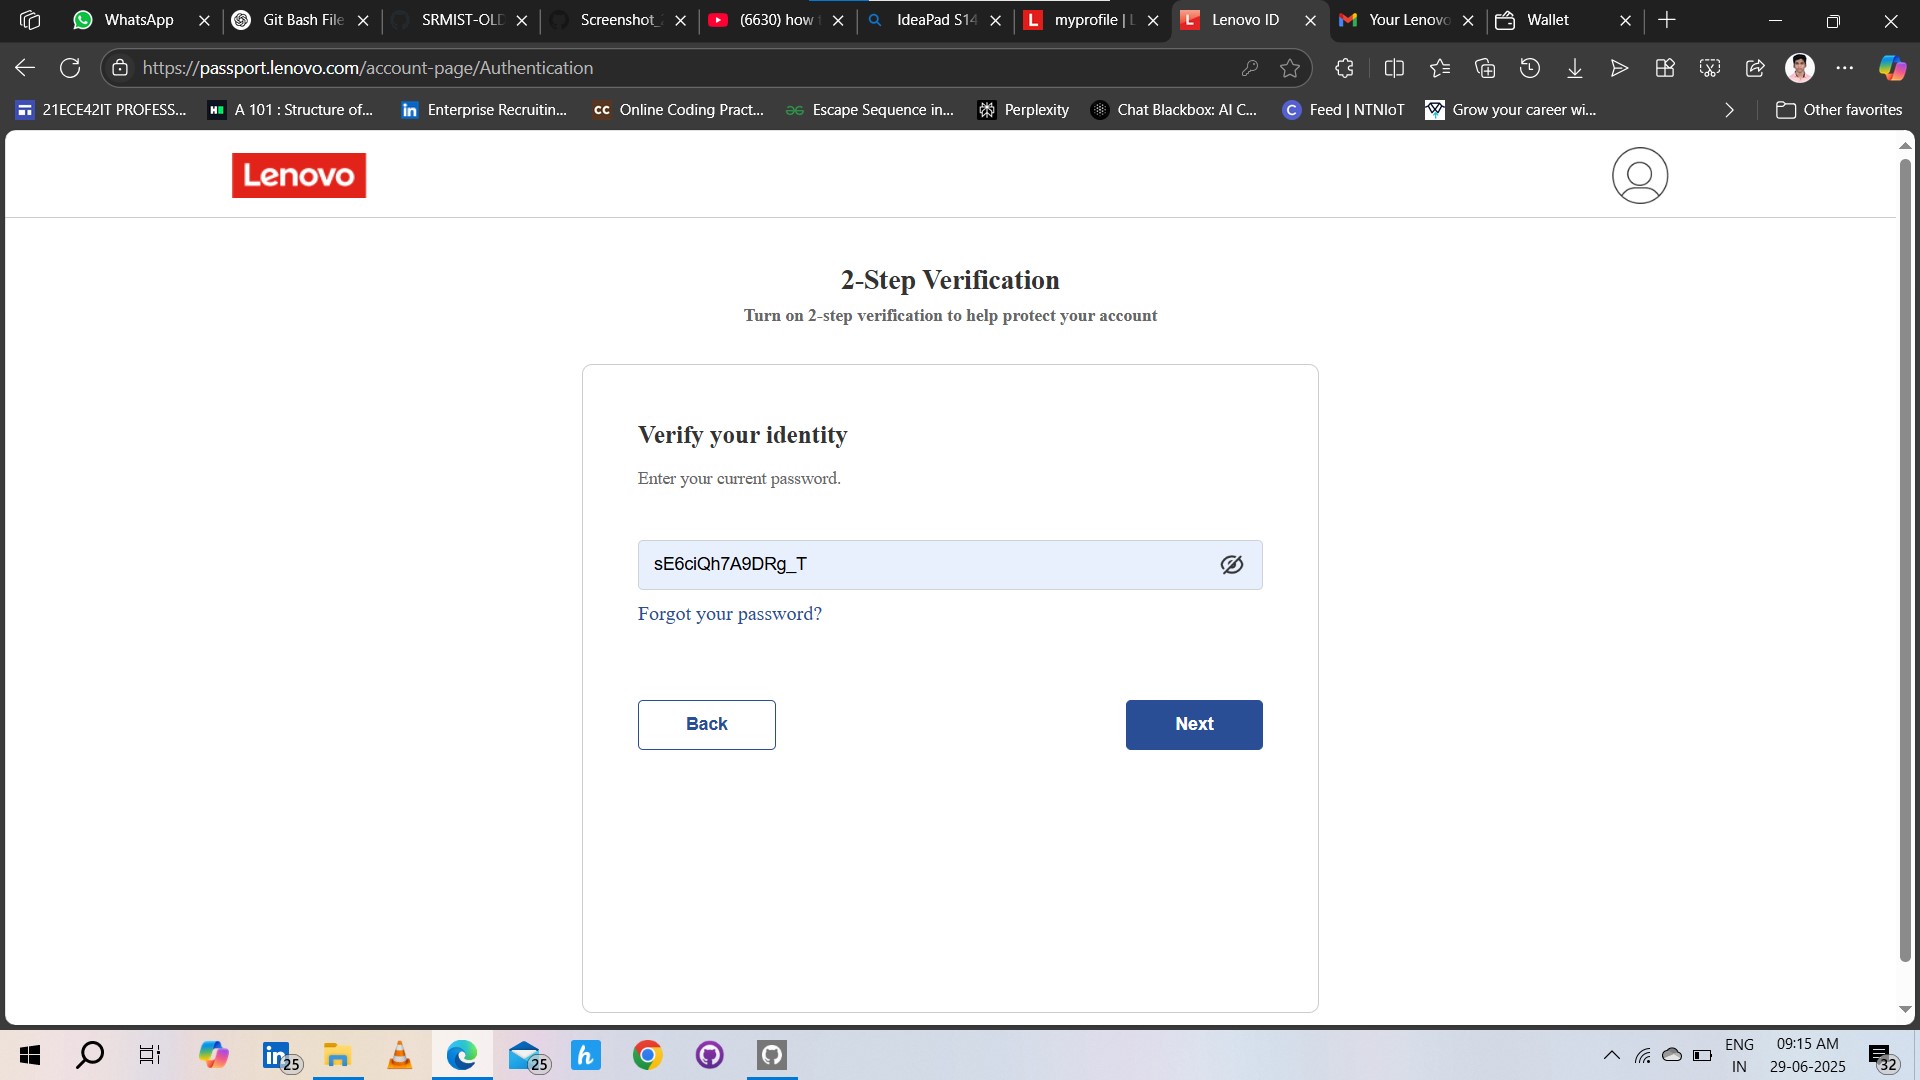 WhatsApp
Git Bash File
SRMIST-OLD
Screenshot_
(6630) how
IdeaPad S14
myprofile | L
Lenovo ID
Your Lenovo
Wallet
https://passport.lenovo.com/account-page/Authentication
21ECE42IT PROFESS...
A 101 : Structure of...
Enterprise Recruitin...
Online Coding Pract...
Escape Sequence in...
Perplexity
Chat Blackbox: AI C...
Feed | NTNIoT
Grow your career wi...
Other favorites
Lenovo
2-Step Verification
Turn on 2-step verification to help protect your account
Verify your identity
Enter your current password.
sE6ciQh7A9DRg_T
Forgot your password?
Back
Next
25
25
ENG
IN
09:15 AM
29-06-2025
32